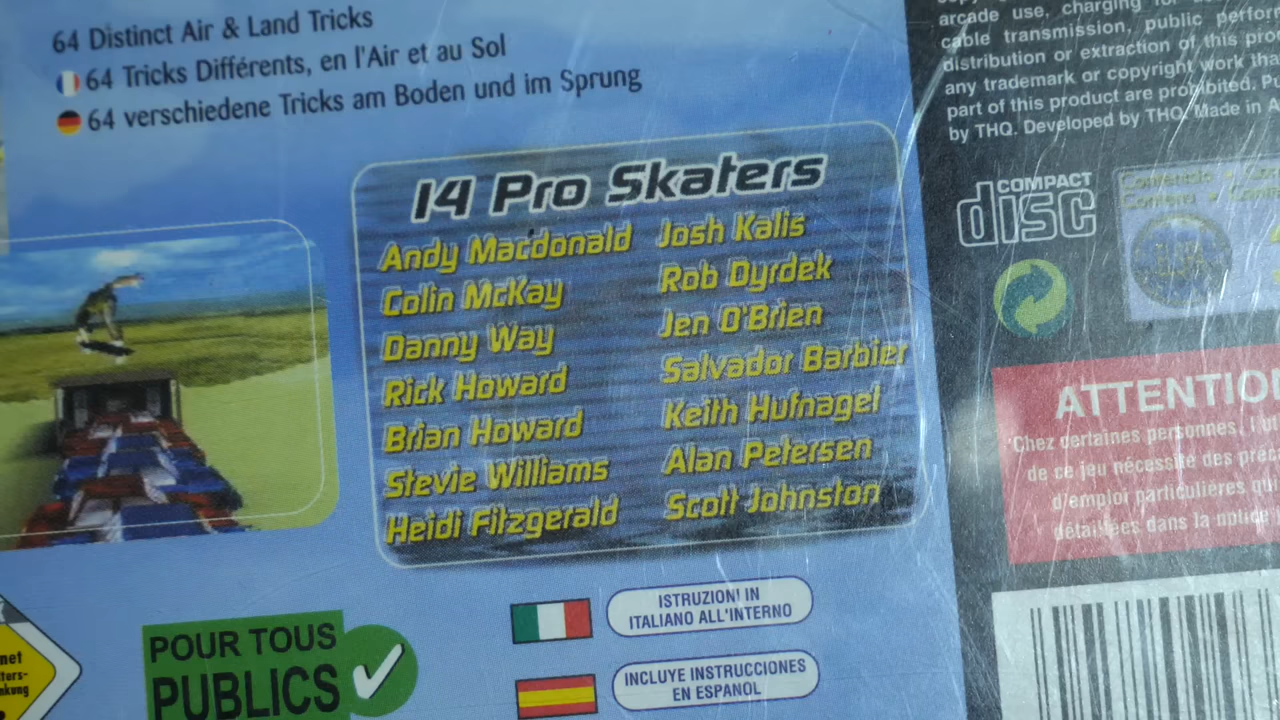 64 Distinct Air & Land Tricks
64 Tricks Différents, en l'Air et au Sol
64 verschiedene Tricks am Boden und im Sprung
14 Pro Skaters
Andy Macdonald
Colin McKay
Danny Way
Rick Howard
Brian Howard
Stevie Williams
Heidi Fitzgerald
Josh Kalis
Rob Dyrdek
Jen O'Brien
Salvador Barbier
Keith Hufnagel
Alan Petersen
Scott Johnston
POUR TOUS
PUBLICS
ISTRUZIONI IN
ITALIANO ALL'INTERNO
INCLUYE INSTRUCCIONES
EN ESPANOL
arcade use, charging for
cable transmission, public
distribution or extraction of this
any trademark or copyright work
part of this product are prohibited.
by THQ. Developed by THQ. Made in
COMPACT
disc
ATTENTIO
Chez certaines personnes, l'ut
de ce jeu nécessite des préc
d'emploi particulières qui
détaillées dans la notice